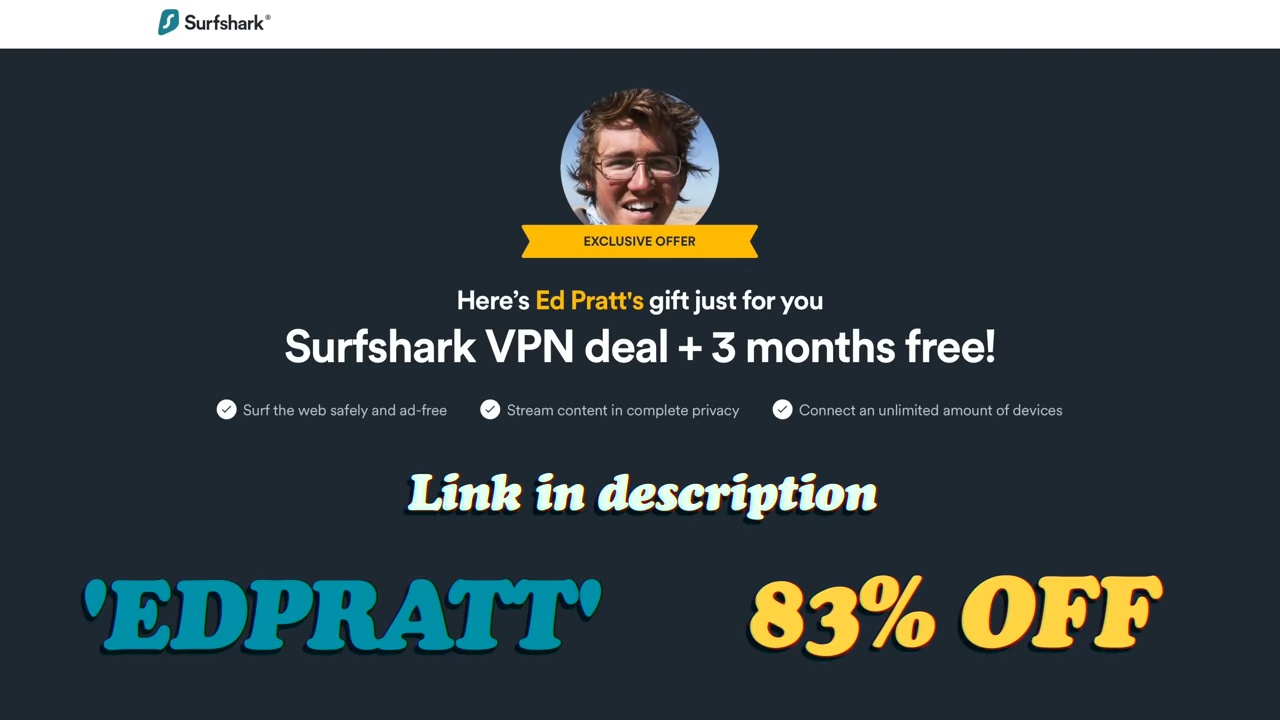 Surfshark®
EXCLUSIVE OFFER
Here’s Ed Pratt's gift just for you
Surfshark VPN deal + 3 months free!
Surf the web safely and ad-free
Stream content in complete privacy
Connect an unlimited amount of devices
Link in description
'EDPRATT'
83% OFF